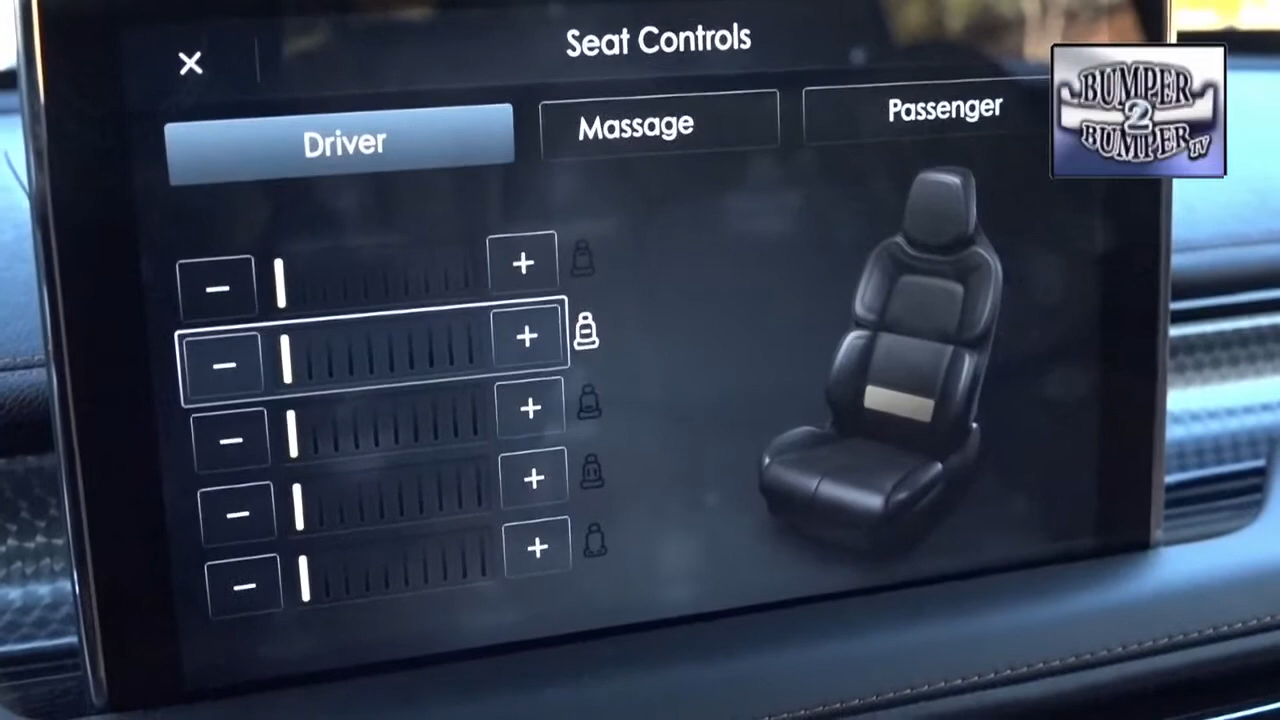 Seat Controls
Driver
Massage
Passenger
BUMPER
2
BUMPER TV